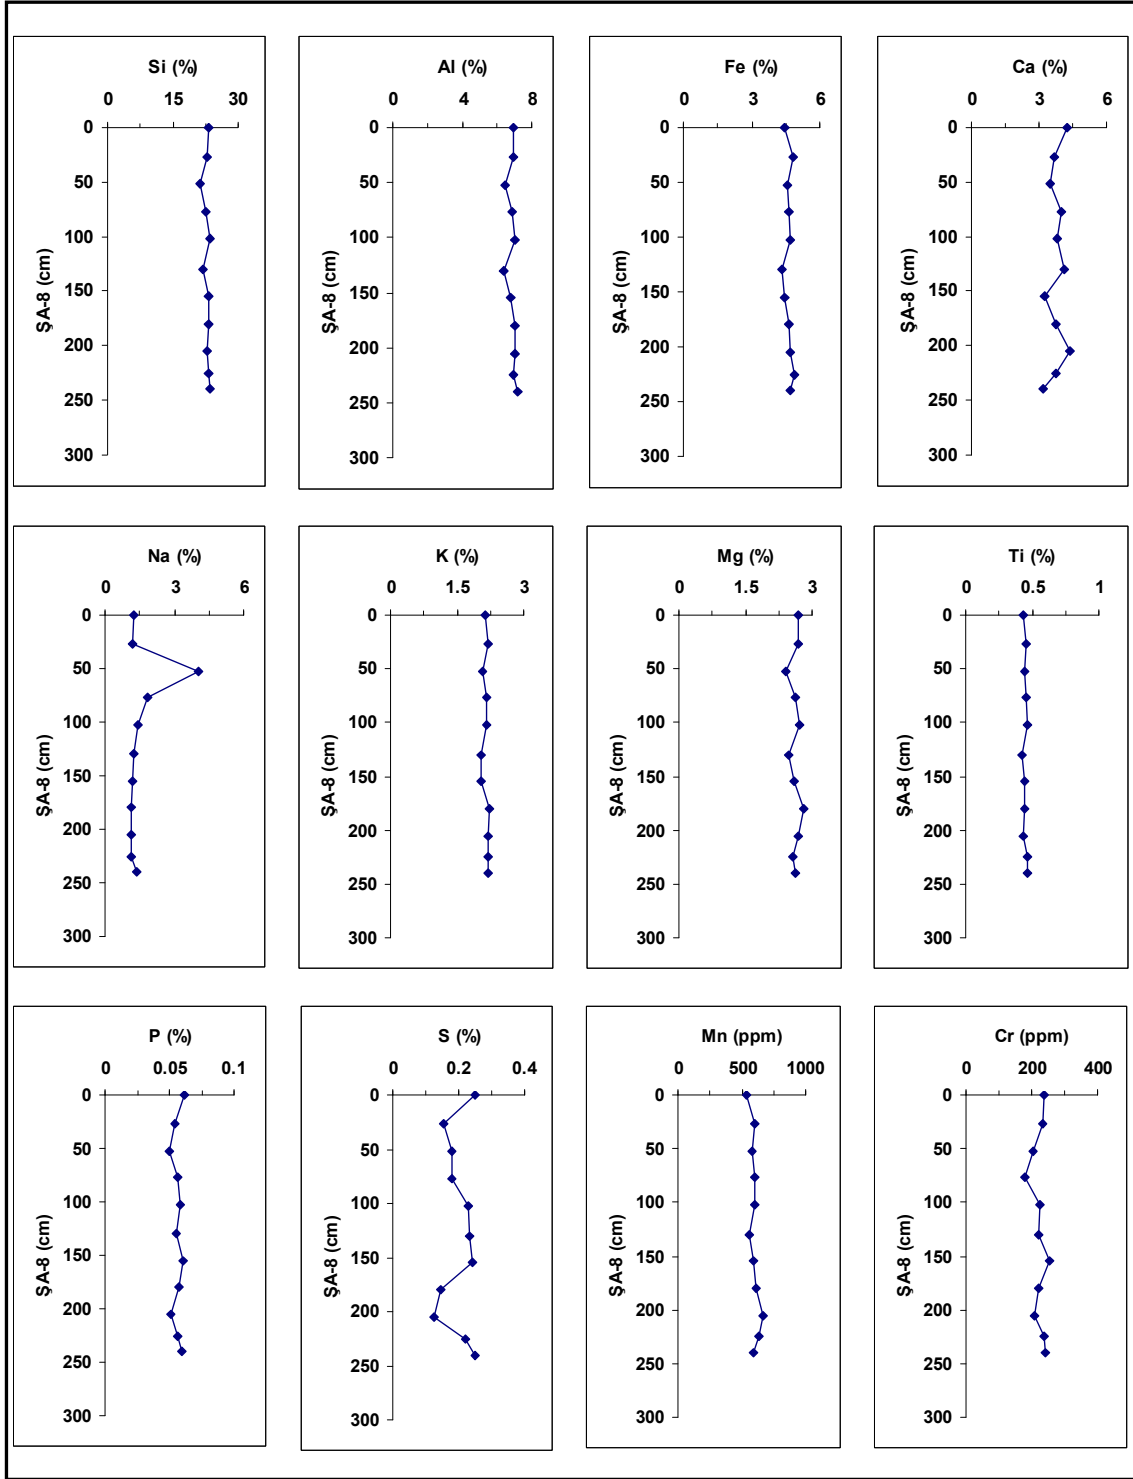 Si (%)
0 15 30
0
50
100
150
200
250
300
ŞA-8 (cm)
Al (%)
0 4 8
0
50
100
150
200
250
300
ŞA-8 (cm)
Fe (%)
0 3 6
0
50
100
150
200
250
300
ŞA-8 (cm)
Ca (%)
0 3 6
0
50
100
150
200
250
300
ŞA-8 (cm)
Na (%)
0 3 6
0
50
100
150
200
250
300
ŞA-8 (cm)
K (%)
0 1.5 3
0
50
100
150
200
250
300
ŞA-8 (cm)
Mg (%)
0 1.5 3
0
50
100
150
200
250
300
ŞA-8 (cm)
Ti (%)
0 0.5 1
0
50
100
150
200
250
300
ŞA-8 (cm)
P (%)
0 0.05 0.1
0
50
100
150
200
250
300
ŞA-8 (cm)
S (%)
0 0.2 0.4
0
50
100
150
200
250
300
ŞA-8 (cm)
Mn (ppm)
0 500 1000
0
50
100
150
200
250
300
ŞA-8 (cm)
Cr (ppm)
0 200 400
0
50
100
150
200
250
300
ŞA-8 (cm)